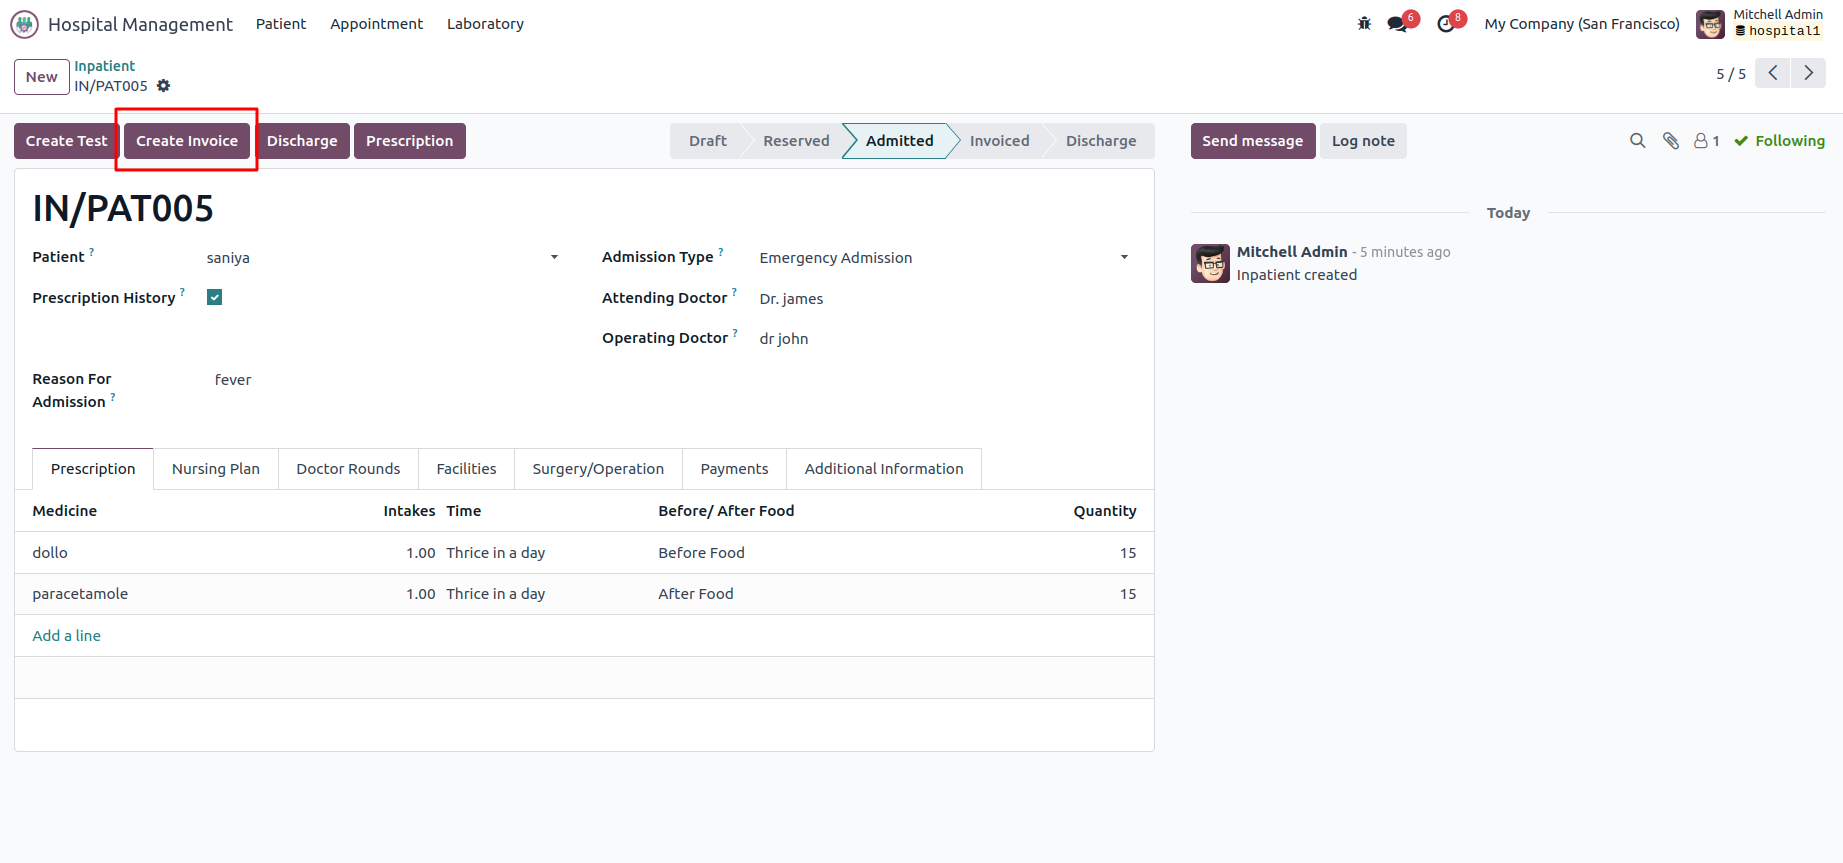 Hospital Management Patient Appointment Laboratory 6 8 My Company (San Francisco) Mitchell Admin
hospital1
New Inpatient
IN/PAT005
5 / 5
Create Test Create Invoice Discharge Prescription Draft Reserved Admitted Invoiced Discharge Send message Log note 1 Following
IN/PAT005
Today
Patient ? saniya Admission Type ? Emergency Admission
Mitchell Admin - 5 minutes ago
Inpatient created
Prescription History ? Attending Doctor ? Dr. james
Operating Doctor ? dr john
Reason For
Admission ? fever
Prescription Nursing Plan Doctor Rounds Facilities Surgery/Operation Payments Additional Information
Medicine Intakes Time Before/ After Food Quantity
dollo 1.00 Thrice in a day Before Food 15
paracetamole 1.00 Thrice in a day After Food 15
Add a line